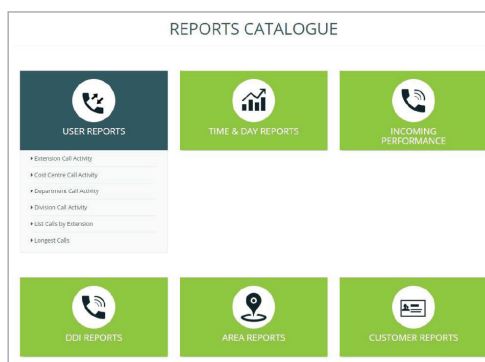 REPORTS CATALOGUE
USER REPORTS
TIME & DAY REPORTS
INCOMING
PERFORMANCE
Extension Call Activity
Cost Centre Call Activity
Department Call Activity
Division Call Activity
List Calls by Extension
Longest Calls
DDI REPORTS
AREA REPORTS
CUSTOMER REPORTS